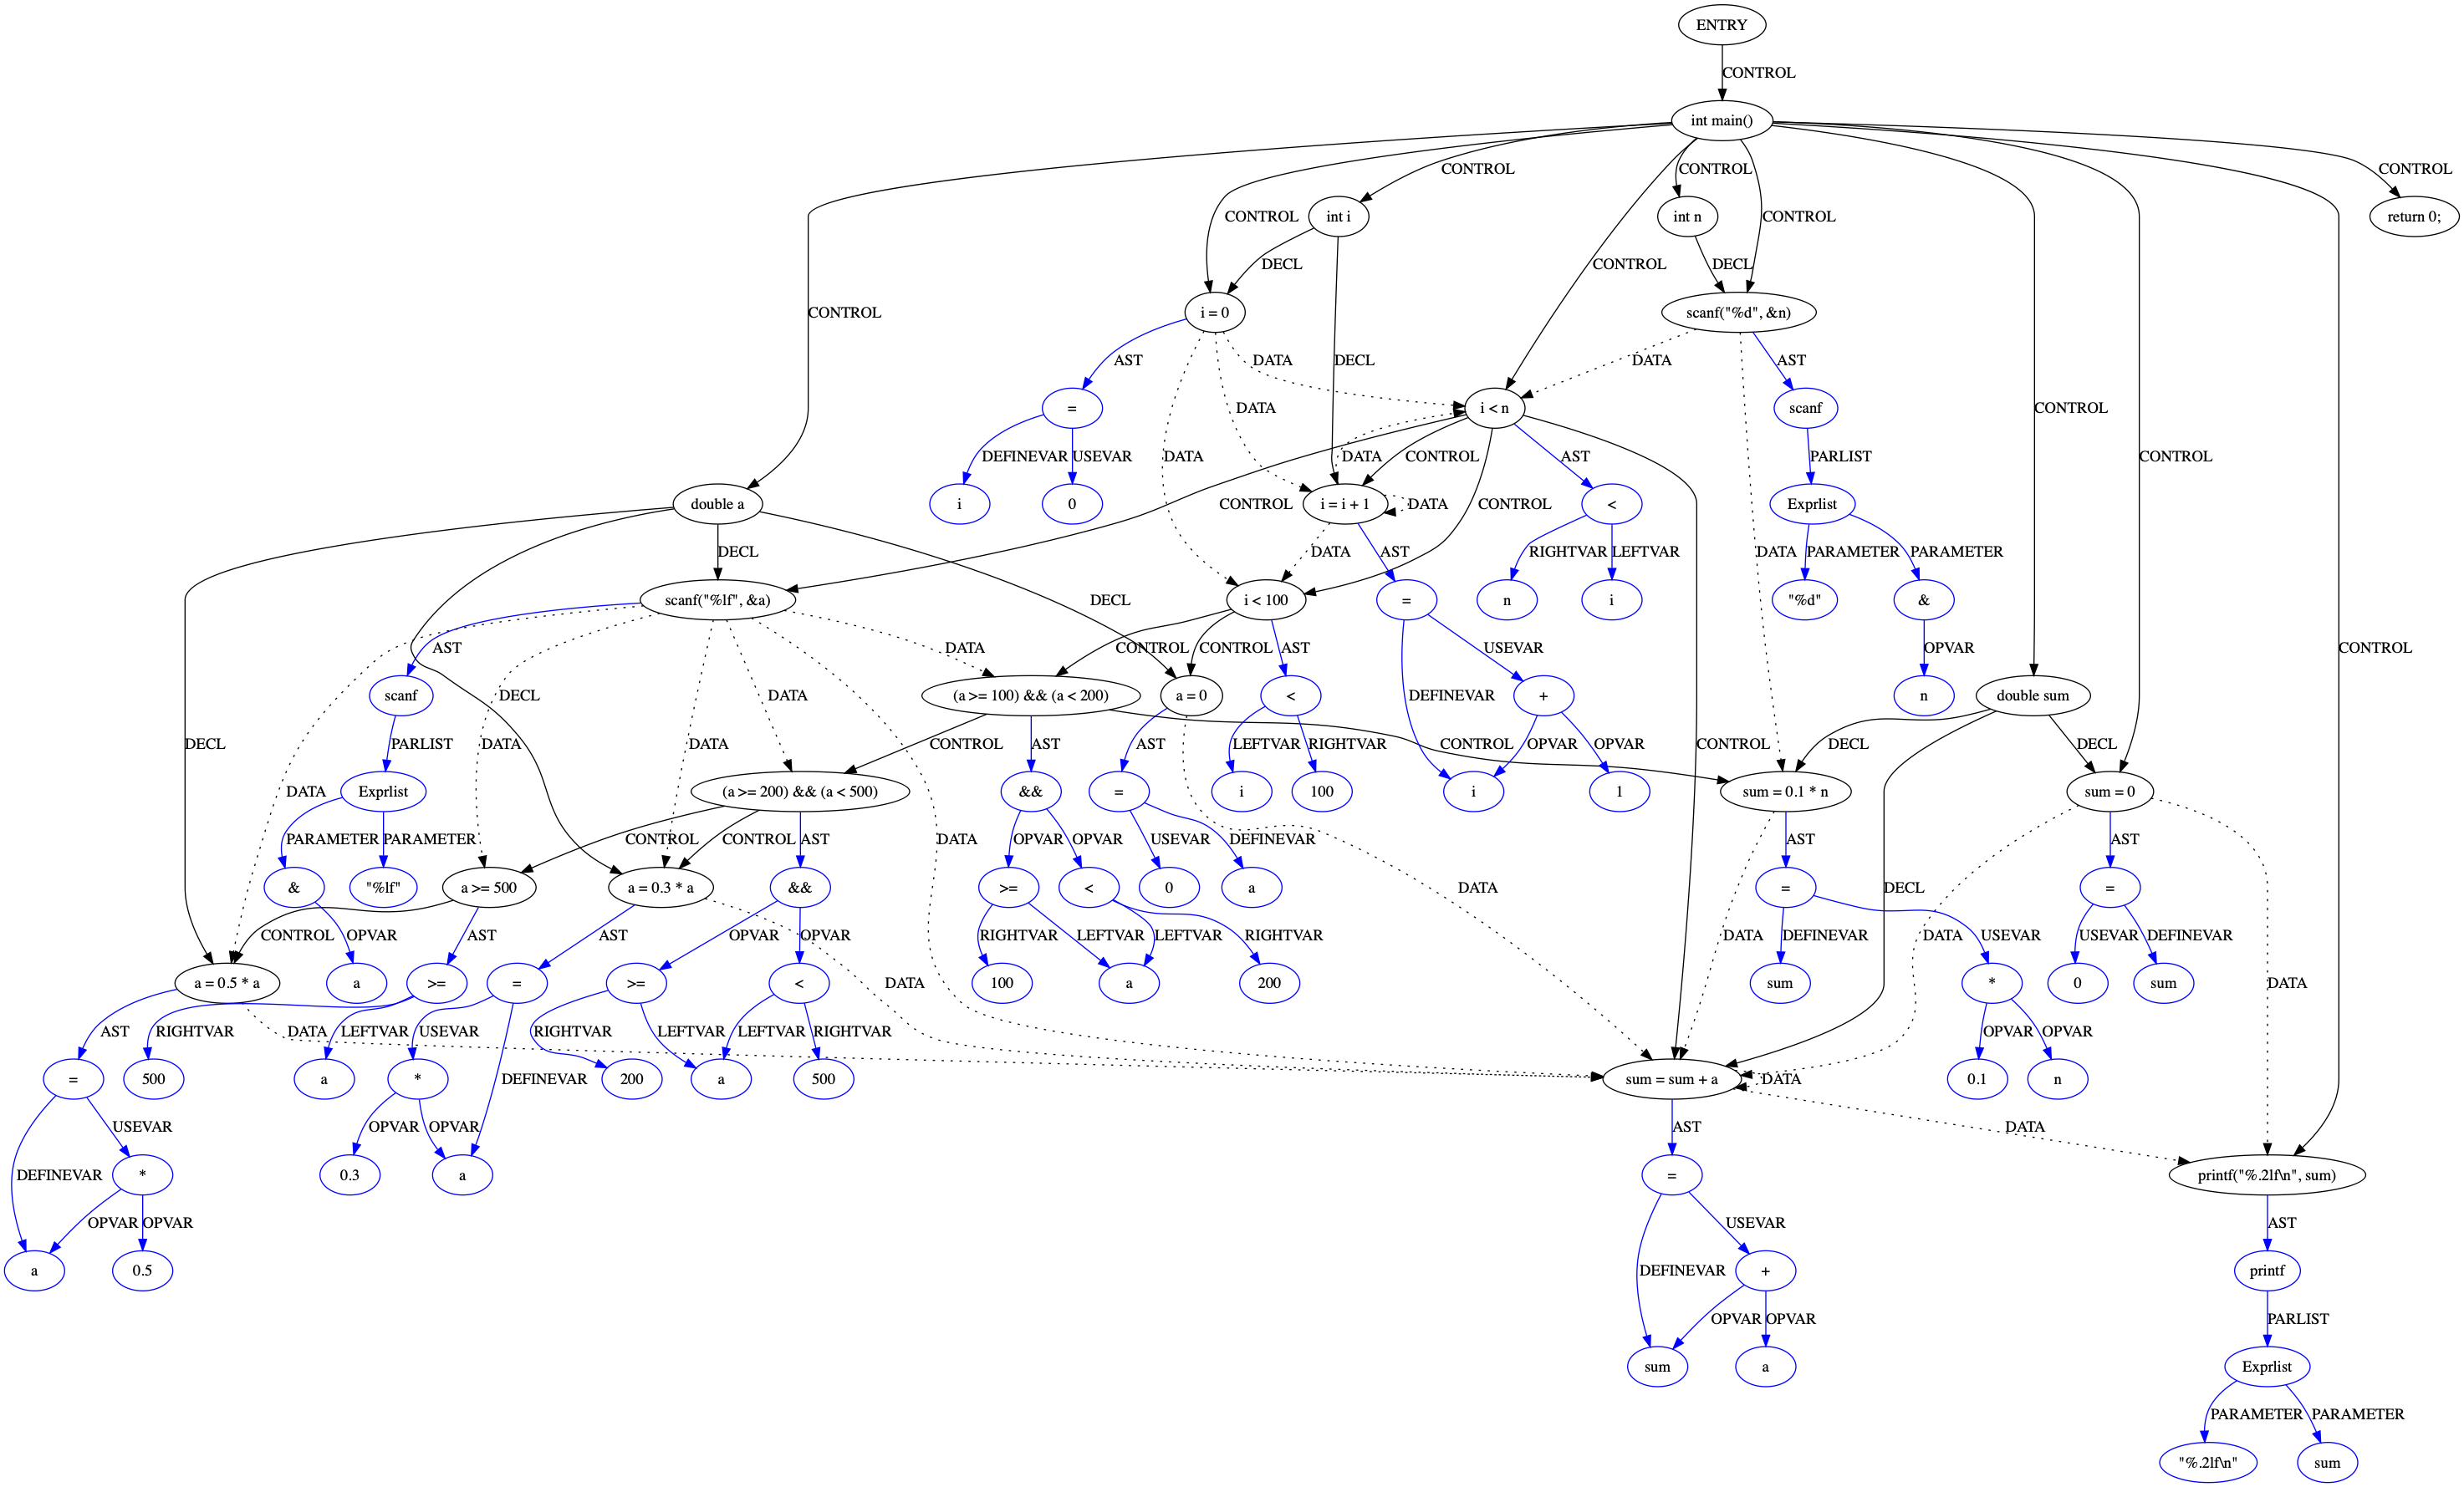 ENTRY
CONTROL
int main()
CONTROL
CONTROL
CONTROL
CONTROL
CONTROL
int i
int n
return 0;
DECL
DECL
CONTROL
CONTROL
i = 0
scanf("%d", &n)
AST
DATA
DECL
DATA
AST
=
DATA
i < n
scanf
CONTROL
CONTROL
DEFINEVAR
USEVAR
DATA
DATA
CONTROL
AST
PARLIST
CONTROL
double a
i
0
CONTROL
i = i + 1
DATA
CONTROL
<
Exprlist
DECL
DATA
AST
RIGHTVAR
LEFTVAR
DATA
PARAMETER
PARAMETER
scanf("%lf", &a)
DECL
i < 100
=
n
i
"%d"
&
AST
DATA
CONTROL
CONTROL
AST
USEVAR
OPVAR
CONTROL
scanf
DECL
(a >= 100) && (a < 200)
a = 0
<
DEFINEVAR
+
n
double sum
DECL
PARLIST
DATA
DATA
DATA
CONTROL
AST
AST
LEFTVAR
RIGHTVAR
CONTROL
OPVAR
OPVAR
CONTROL
DECL
DECL
Exprlist
(a >= 200) && (a < 500)
&&
=
i
100
i
1
sum = 0.1 * n
sum = 0
DATA
PARAMETER
PARAMETER
CONTROL
CONTROL
AST
DATA
OPVAR
OPVAR
USEVAR
DEFINEVAR
AST
AST
&
"%lf"
a >= 500
a = 0.3 * a
&&
>=
<
0
a
DATA
=
DECL
=
CONTROL
OPVAR
AST
AST
OPVAR
OPVAR
RIGHTVAR
LEFTVAR
LEFTVAR
RIGHTVAR
DATA
DEFINEVAR
USEVAR
DATA
USEVAR
DEFINEVAR
a = 0.5 * a
a
>=
=
>=
<
100
a
200
sum
*
0
sum
DATA
DATA
AST
RIGHTVAR
LEFTVAR
DATA
USEVAR
RIGHTVAR
LEFTVAR
LEFTVAR
RIGHTVAR
OPVAR
OPVAR
=
500
a
*
DEFINEVAR
200
a
500
sum = sum + a
DATA
0.1
n
USEVAR
OPVAR
OPVAR
AST
DATA
DEFINEVAR
*
0.3
a
=
printf("%.2lf\n", sum)
OPVAR
OPVAR
USEVAR
AST
a
0.5
DEFINEVAR
+
printf
OPVAR
OPVAR
PARLIST
sum
a
Exprlist
PARAMETER
PARAMETER
"%.2lf\n"
sum